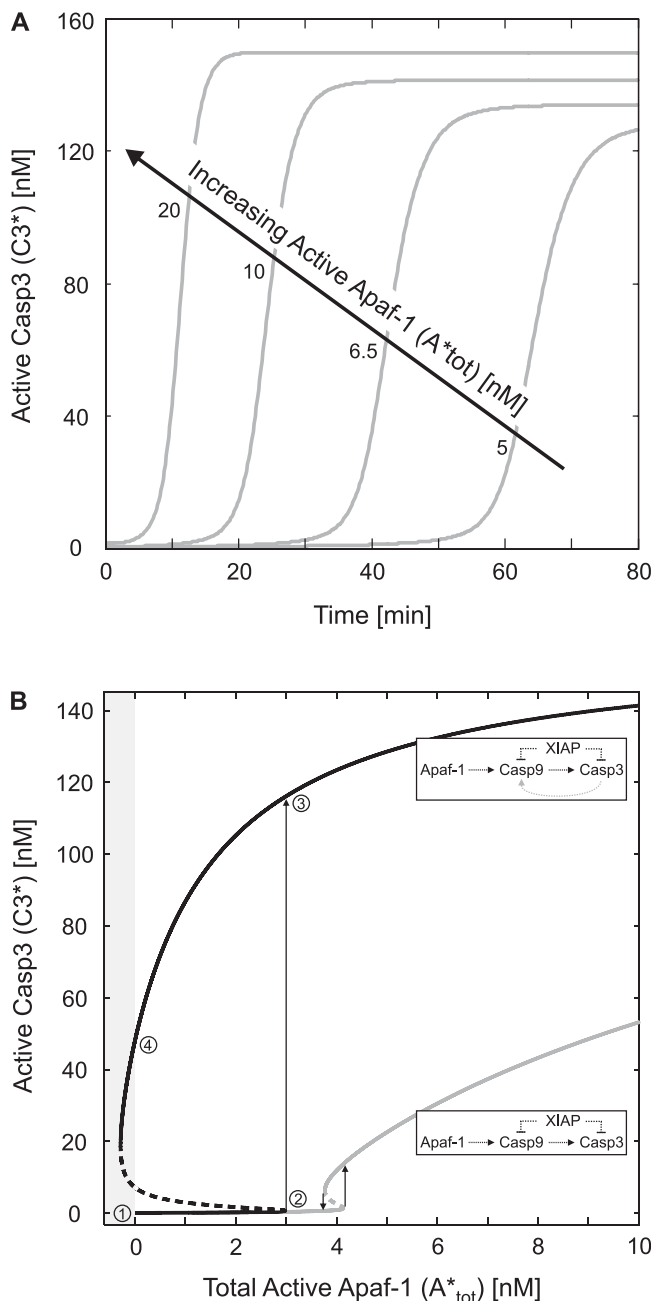 A
160
120
80
40
0
Active Casp3 (C3*) [nM]
Increasing Active Apaf-1 (A*tot) [nM]
20
10
6.5
5
0
20
40
60
80
Time [min]
B
140
120
100
80
60
40
20
0
Active Casp3 (C3*) [nM]
XIAP
Apaf-1 Casp9 Casp3
3
4
XIAP
Apaf-1 Casp9 Casp3
2
1
0
2
4
6
8
10
Total Active Apaf-1 (A*tot) [nM]